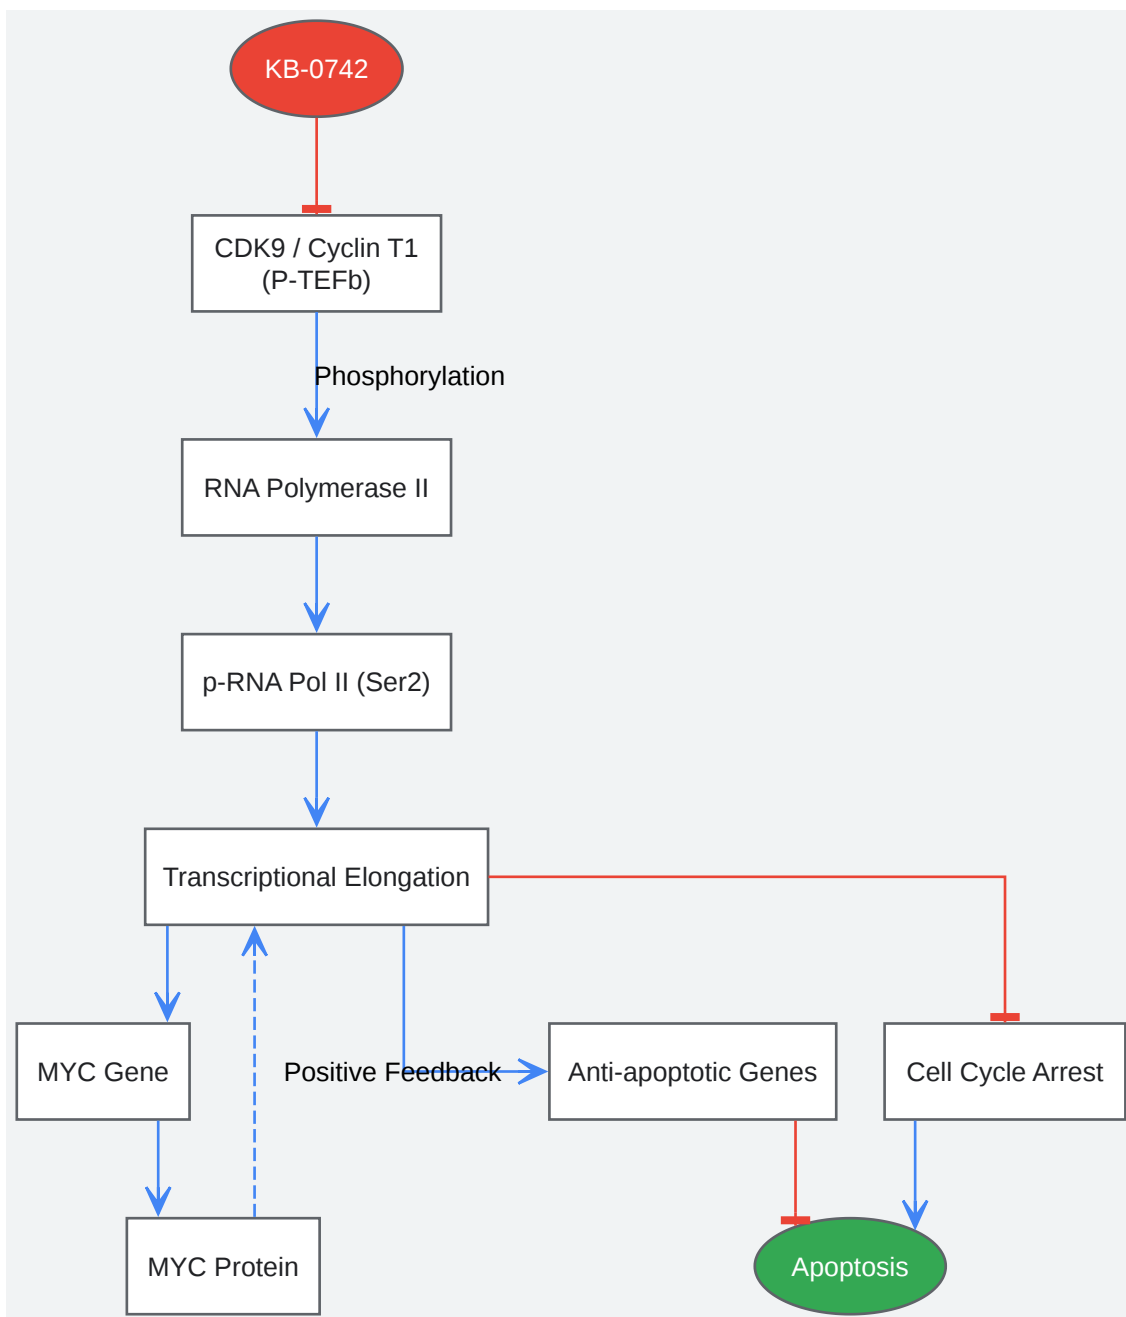 KB-0742
CDK9 / Cyclin T1
(P-TEFb)
Phosphorylation
RNA Polymerase II
p-RNA Pol II (Ser2)
Transcriptional Elongation
MYC Gene
Positive Feedback
Anti-apoptotic Genes
Cell Cycle Arrest
MYC Protein
Apoptosis